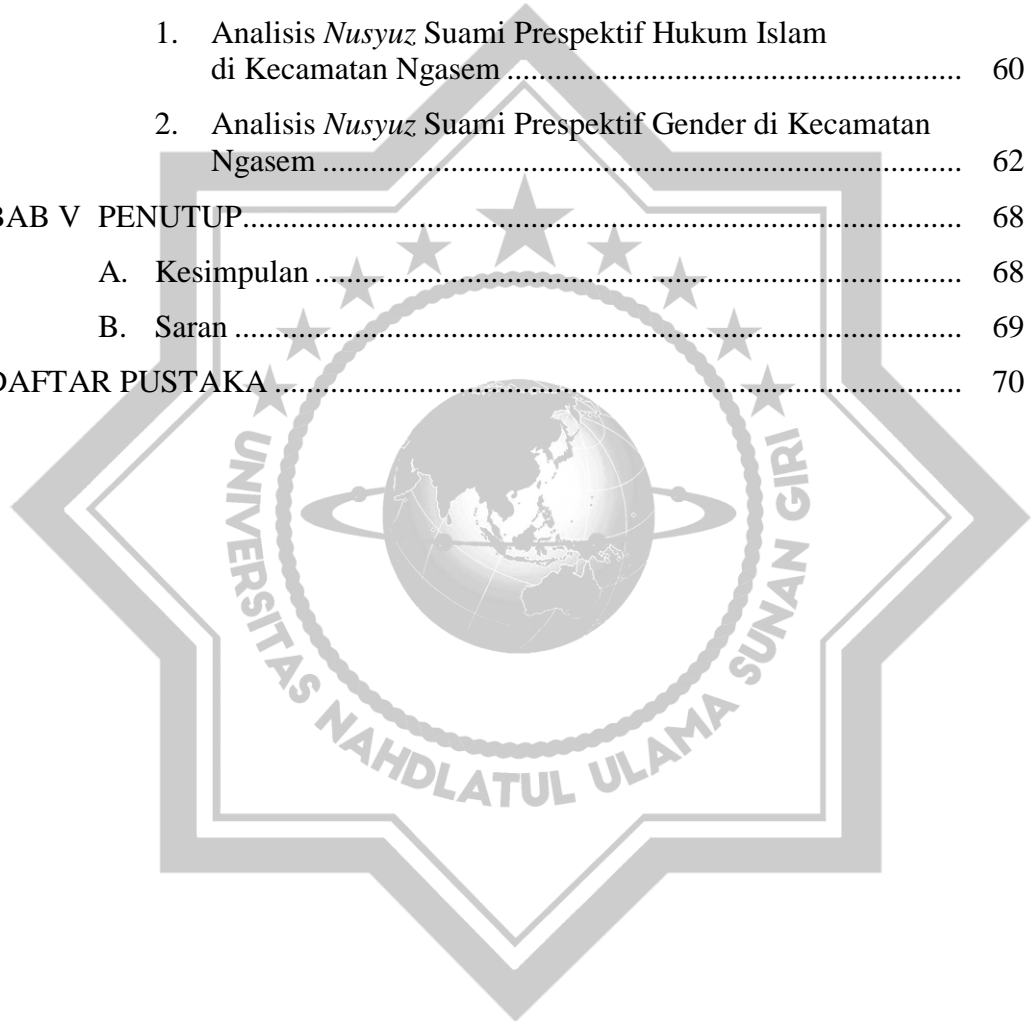 1. Analisis Nusyuz Suami Prespektif Hukum Islam
di Kecamatan Ngasem ............................................................. 60
2. Analisis Nusyuz Suami Prespektif Gender di Kecamatan
Ngasem ...................................................................................... 62
BAB V PENUTUP................................................................................................ 68
A. Kesimpulan ...................................................................................... 68
B. Saran ................................................................................................. 69
DAFTAR PUSTAKA ............................................................................................ 70
UNIVERSITAS NAHDLATUL ULAMA SUNAN GIRI